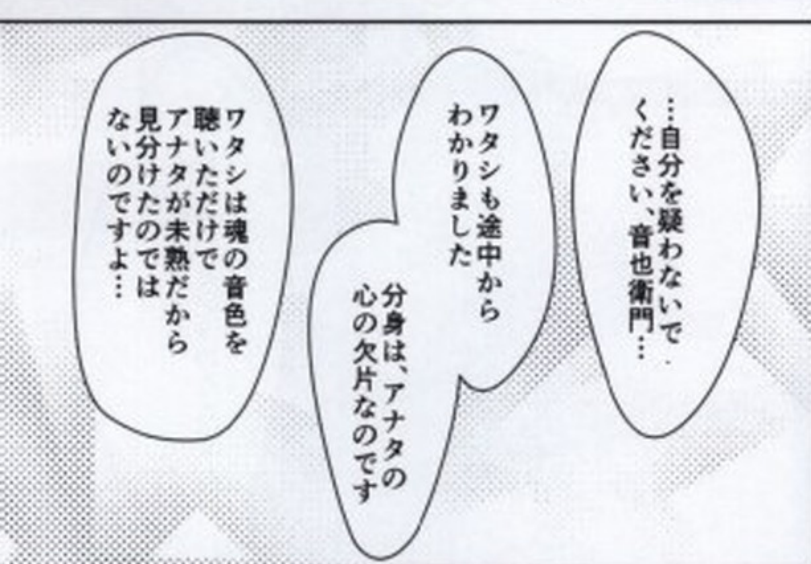 …自分を疑わないで
ください、音也衛門…
ワタシも途中から
わかりました
分身は、アナタの
心の欠片なのです
ワタシは魂の音色を
聴いただけで
アナタが未熟だから
見分けたのでは
ないのですよ…